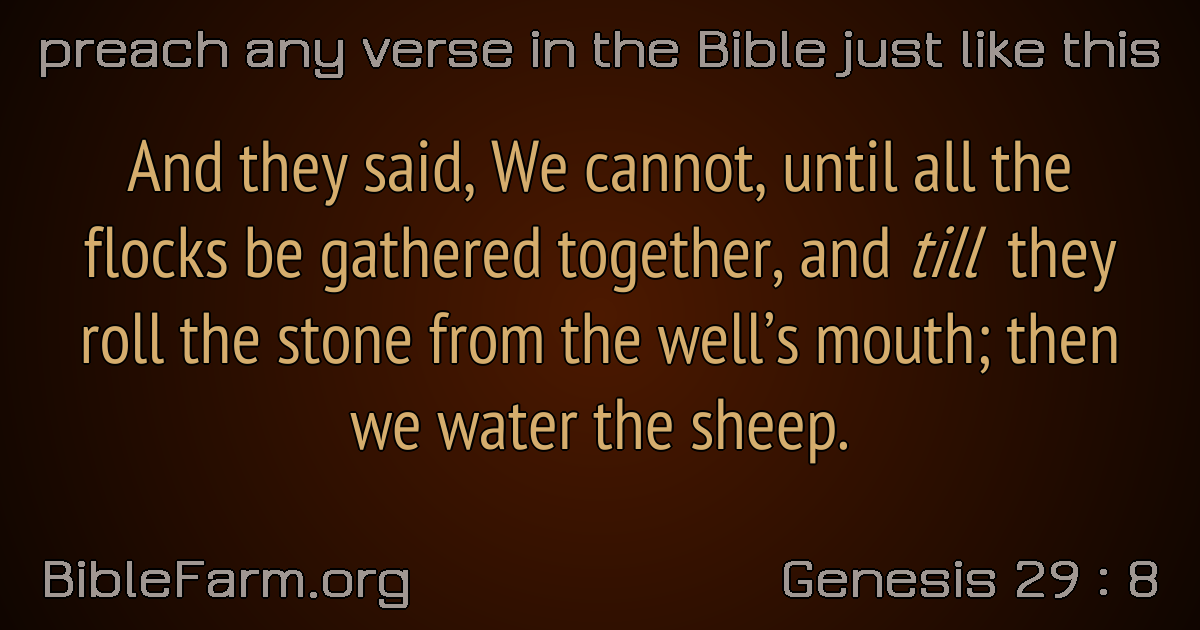 preach any verse in the Bible just like this
And they said, We cannot, until all the
flocks be gathered together, and till they
roll the stone from the well’s mouth; then
we water the sheep.
BibleFarm.org
Genesis 29 : 8